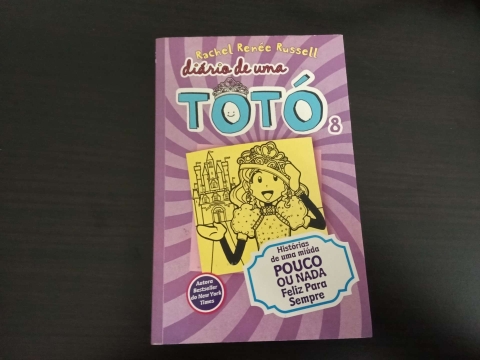 Rachel Renée Russell
diário de uma
TOTÓ
8
Histórias
de uma miúda
POUCO
OU NADA
Feliz Para
Sempre
Autora
Bestseller
do New York
Times